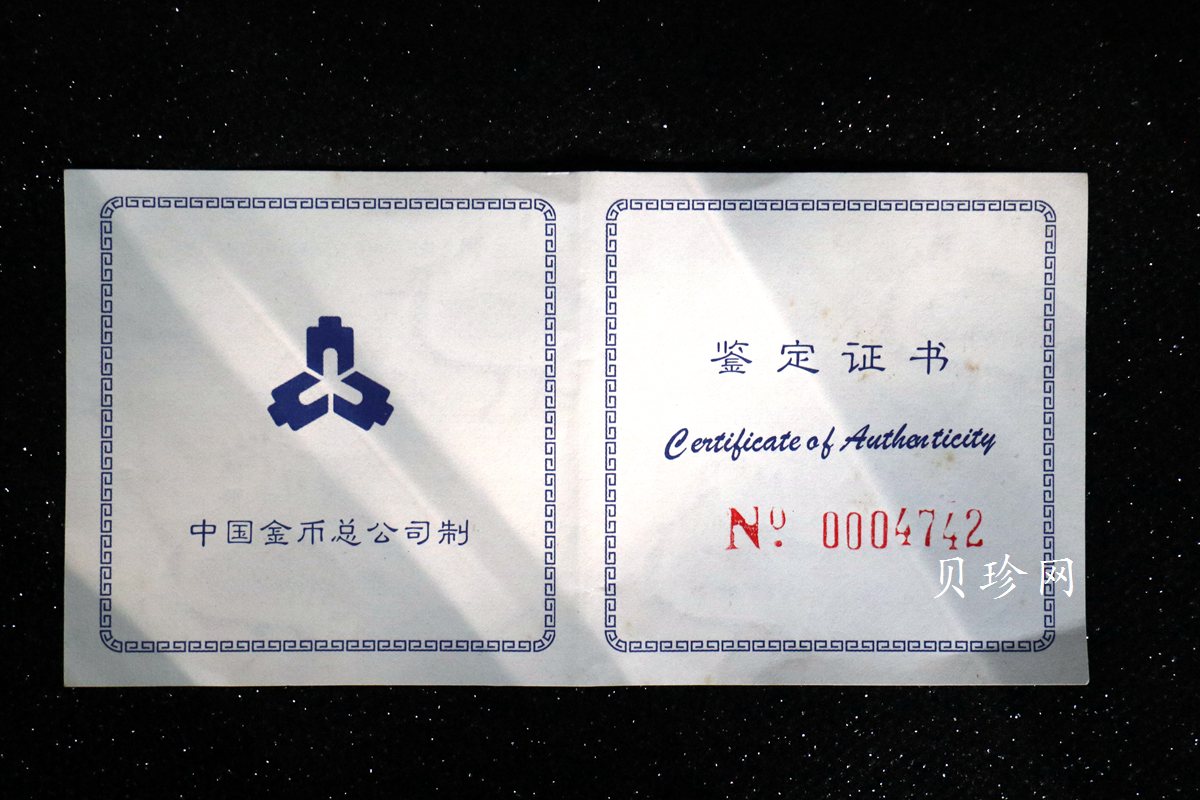 中国金币总公司制
鉴定证书
Certificate of Authenticity
Nº 0004742
贝珍网